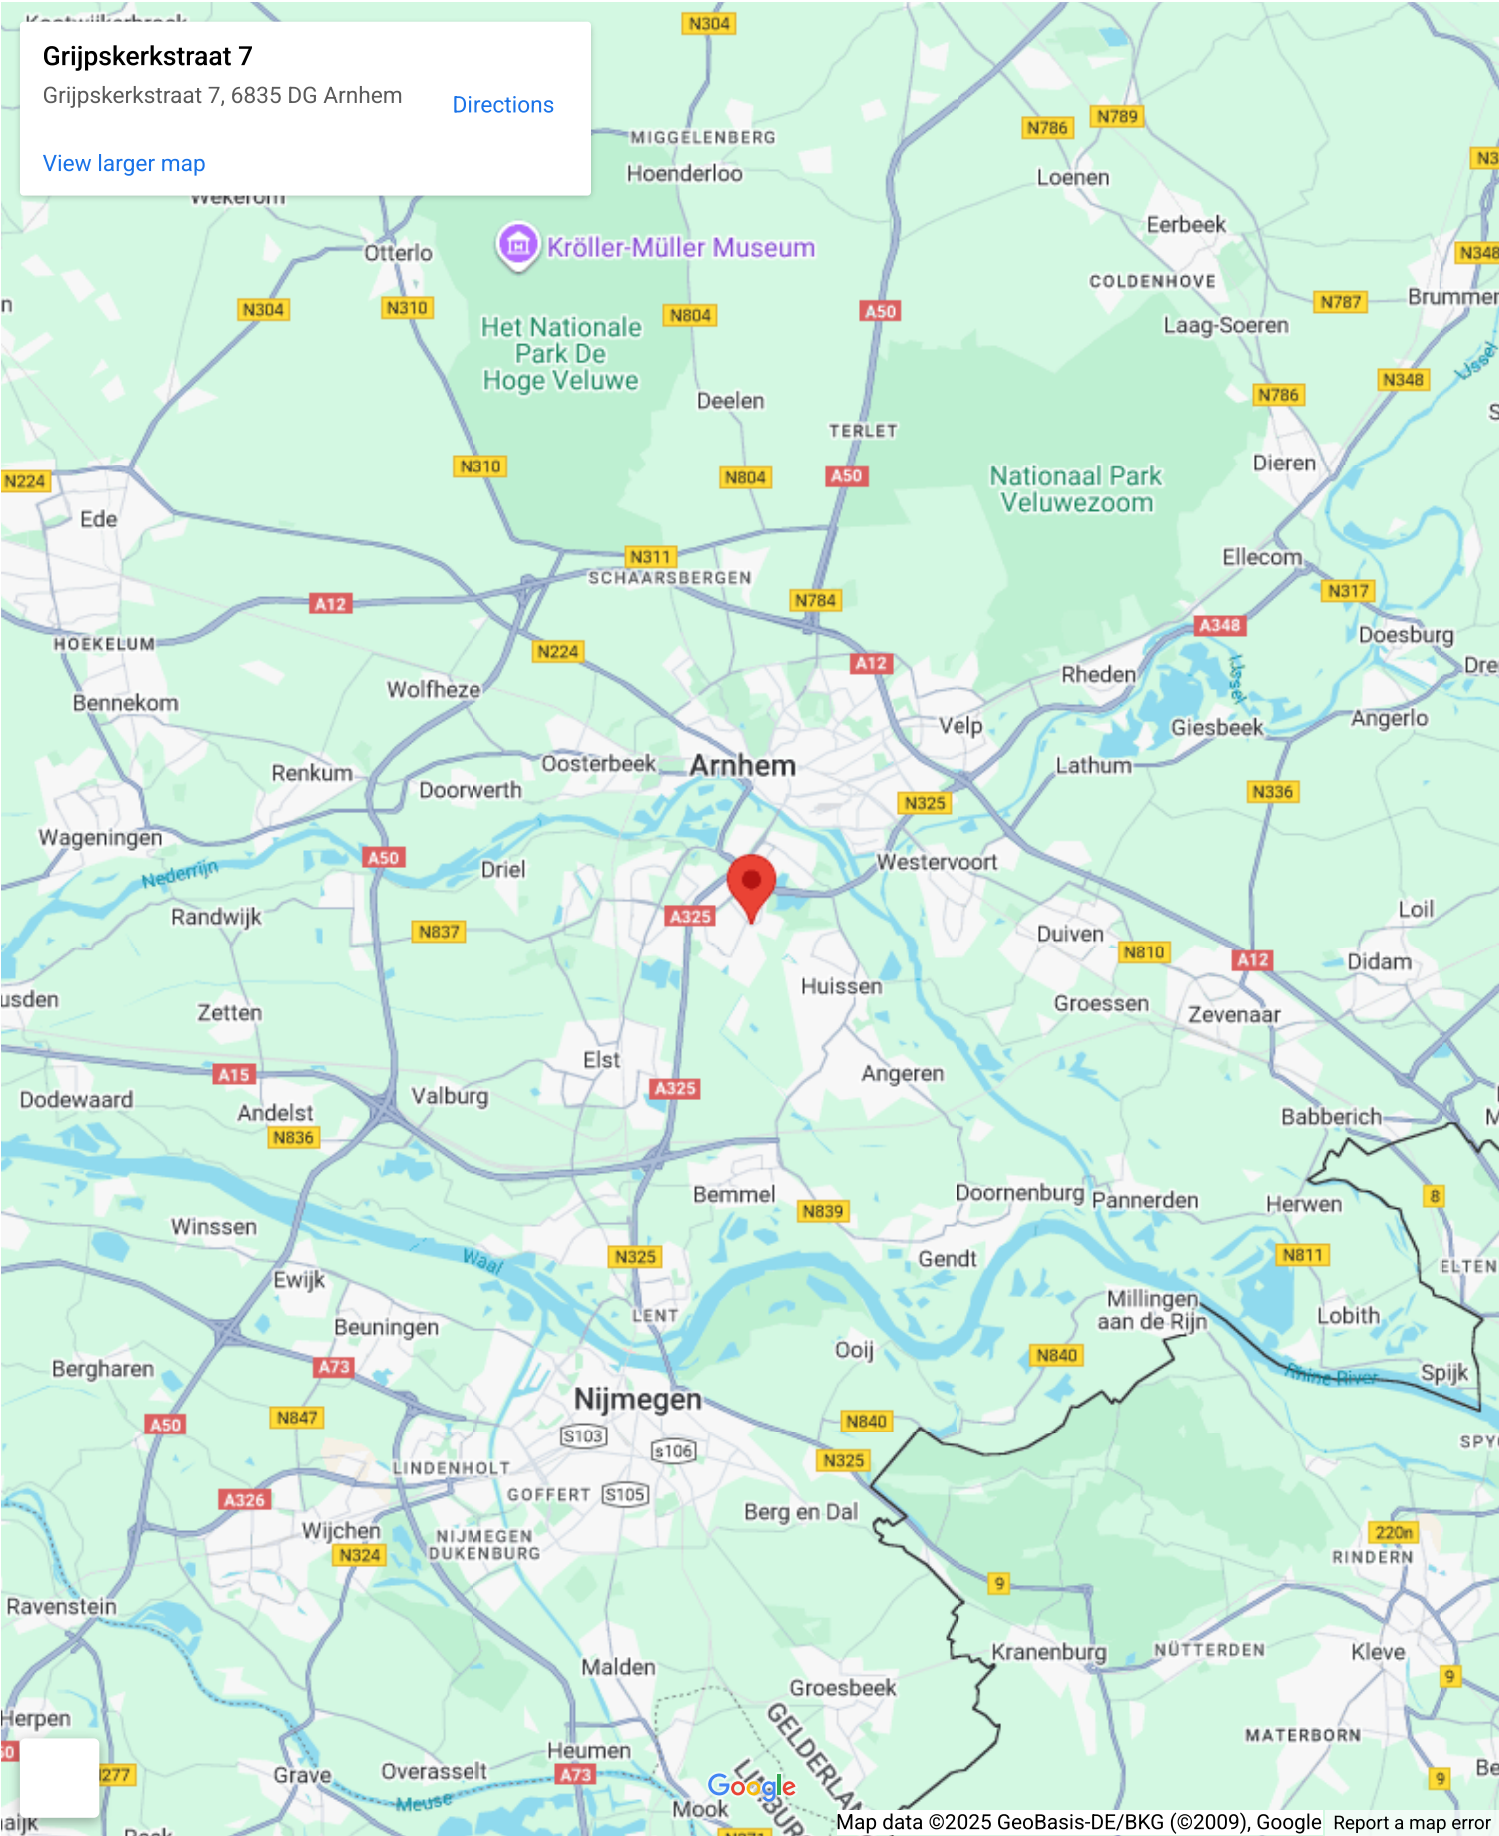 Grijpskerkstraat 7
Grijpskerkstraat 7, 6835 DG Arnhem
Directions
View larger map
N304
MIGGELENBERG
Hoenderloo
N786
N789
Loenen
Eerbeek
Otterlo
Kröller-Müller Museum
COLDENHOVE
N348
N304
N310
N804
A50
N787
Laag-Soeren
Het Nationale
Park De
Hoge Veluwe
IJssel
Deelen
N348
N786
TERLET
N310
N804
A50
Nationaal Park
Veluwezoom
Dieren
N224
Ede
N311
SCHAARSBERGEN
Ellecom
N317
A12
N784
A348
Doesburg
HOEKELUM
N224
A12
Rheden
IJssel
Wolfheze
Bennekom
Velp
Giesbeek
Angerlo
Renkum
Oosterbeek
Arnhem
Lathum
Doorwerth
N325
N336
Wageningen
A50
Driel
Westervoort
Nederrijn
Randwijk
N837
A325
Duiven
N810
A12
Loil
Didam
Huissen
Zetten
Groessen
Zevenaar
Elst
A15
A325
Angeren
Dodewaard
Valburg
Andelst
N836
Babberich
Bemmel
Doornenburg
Pannerden
Herwen
8
N839
Winssen
Waal
N325
Gendt
N811
ELTEN
Ewijk
LENT
Millingen
aan de Rijn
Lobith
Beuningen
Ooij
N840
Bergharen
A73
Rhine River
Spijk
Nijmegen
A50
N847
S103
s106
N840
N325
LINDENHOLT
GOFFERT
S105
A326
Wijchen
N324
NIJMEGEN
DUKENBURG
Berg en Dal
220n
RINDERN
9
Ravenstein
Kranenburg
NÜTTERDEN
Kleve
Malden
Groesbeek
9
Herpen
GELDERLAN
MATERBORN
Heumen
A73
Overasselt
Grave
Meuse
LIMBUR
Google
9
Mook
Map data ©2025 GeoBasis-DE/BKG (©2009), Google
Report a map error